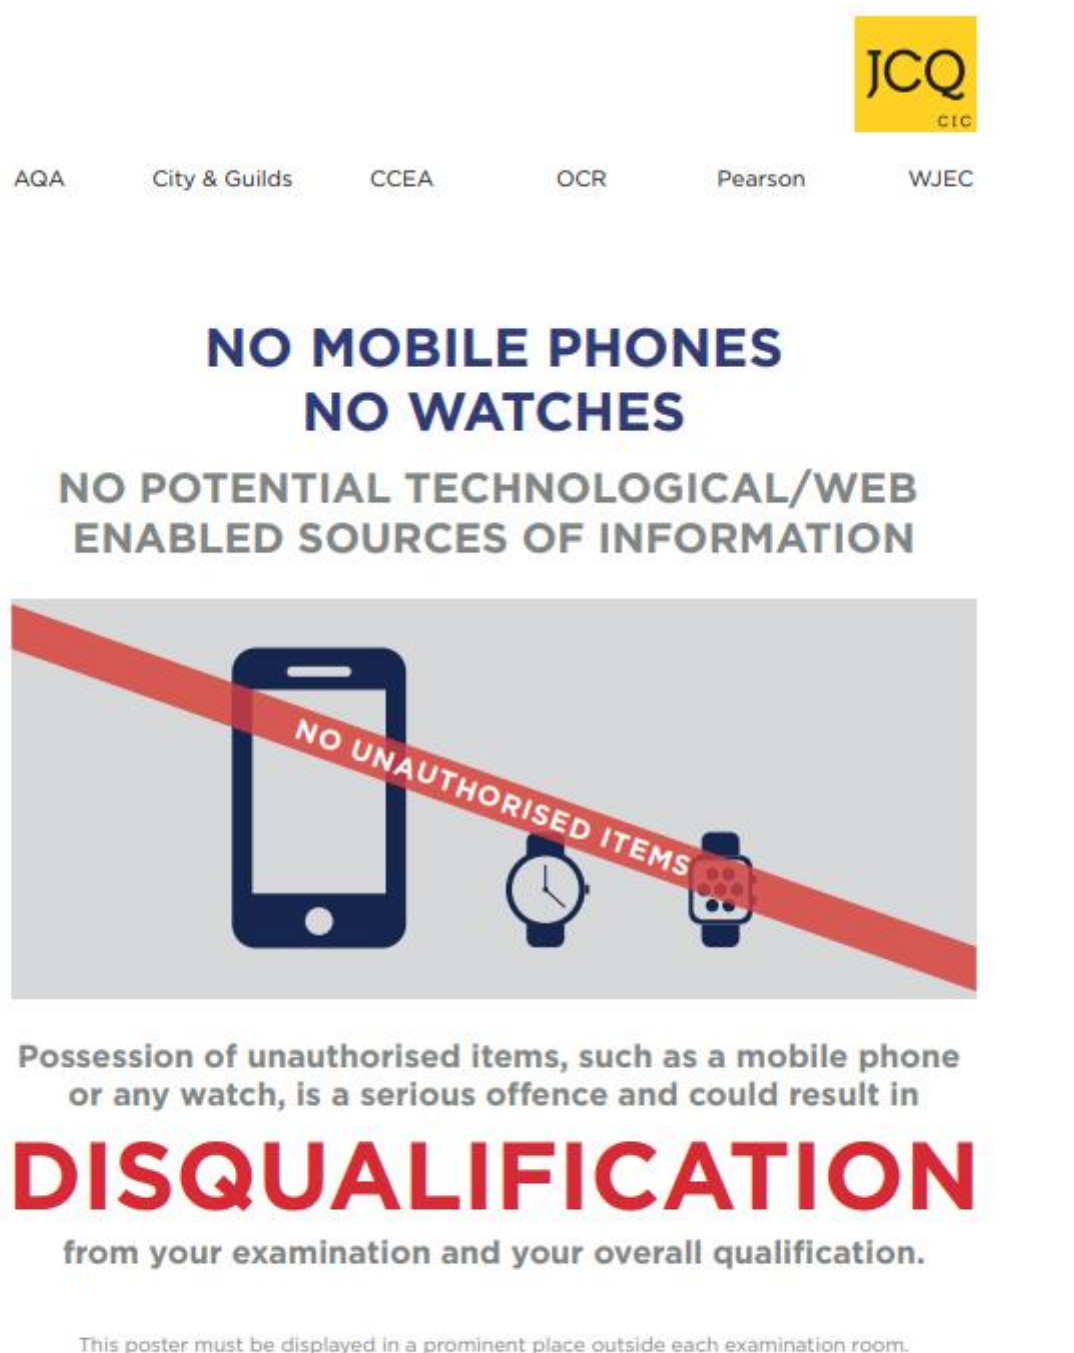 JCQ
CIC
AQA City & Guilds CCEA OCR Pearson WJEC
NO MOBILE PHONES
NO WATCHES
NO POTENTIAL TECHNOLOGICAL/WEB
ENABLED SOURCES OF INFORMATION
NO UNAUTHORISED ITEMS
Possession of unauthorised items, such as a mobile phone
or any watch, is a serious offence and could result in
DISQUALIFICATION
from your examination and your overall qualification.
This poster must be displayed in a prominent place outside each examination room.